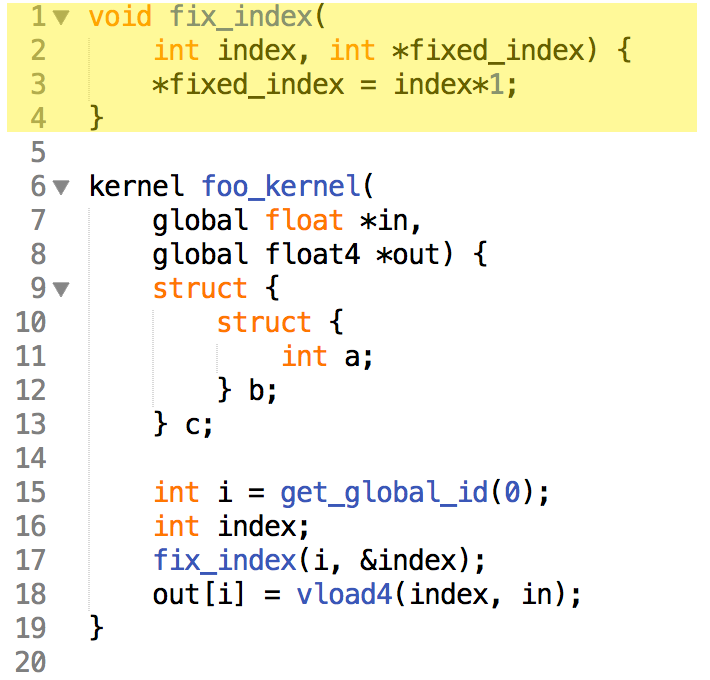 1 void fix_index(
2 int index, int *fixed_index) {
3 *fixed_index = index*1;
4 }
5
6 kernel foo_kernel(
7 global float *in,
8 global float4 *out) {
9 struct {
10 struct {
11 int a;
12 } b;
13 } c;
14
15 int i = get_global_id(0);
16 int index;
17 fix_index(i, &index);
18 out[i] = vload4(index, in);
19 }
20